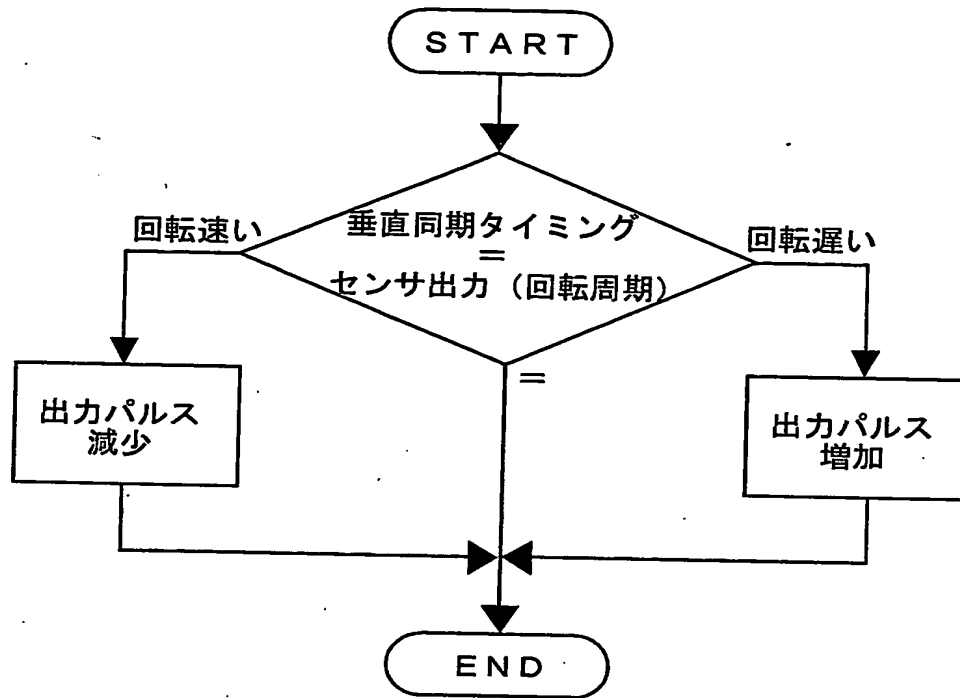 START
垂直同期タイミング
=
センサ出力（回転周期）
回転速い
回転遅い
=
出力パルス
減少
出力パルス
増加
END